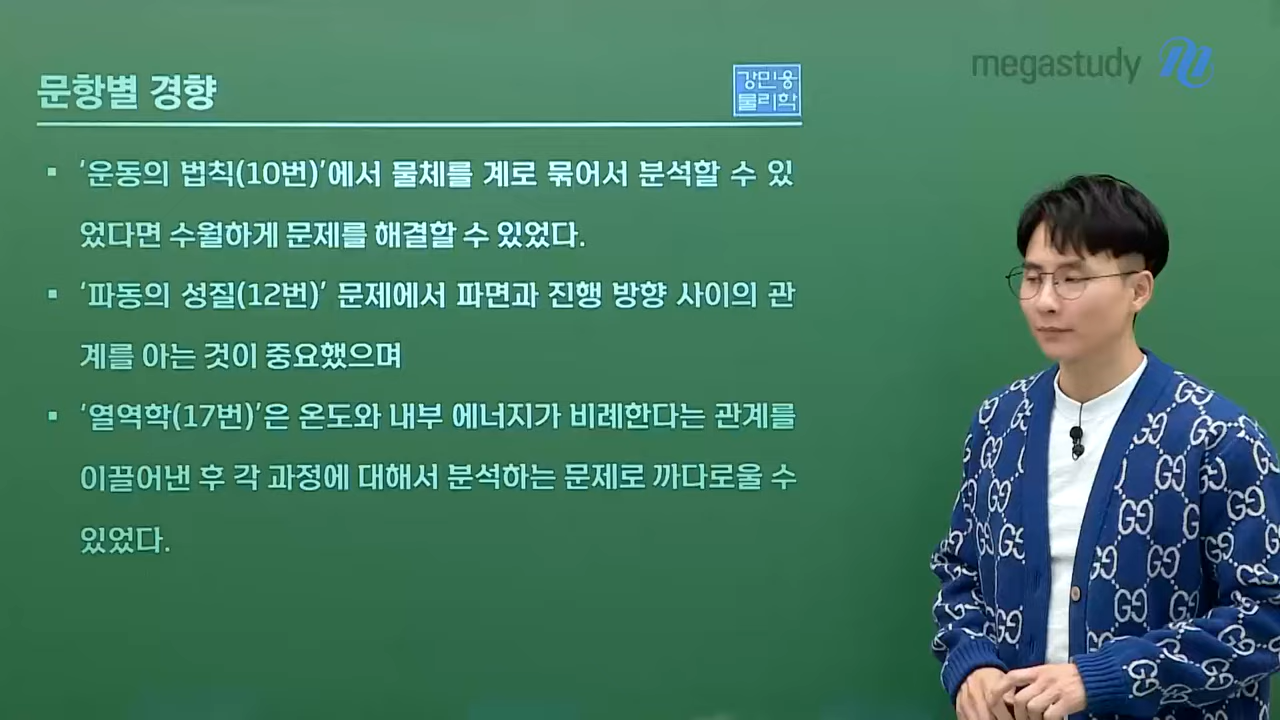 megastudy
문항별 경향
강민웅
물리학
▪ ‘운동의 법칙(10번)’에서 물체를 계로 묶어서 분석할 수 있
었다면 수월하게 문제를 해결할 수 있었다.
▪ ‘파동의 성질(12번)’ 문제에서 파면과 진행 방향 사이의 관
계를 아는 것이 중요했으며
▪ ‘열역학(17번)’은 온도와 내부 에너지가 비례한다는 관계를
이끌어낸 후 각 과정에 대해서 분석하는 문제로 까다로울 수
있었다.